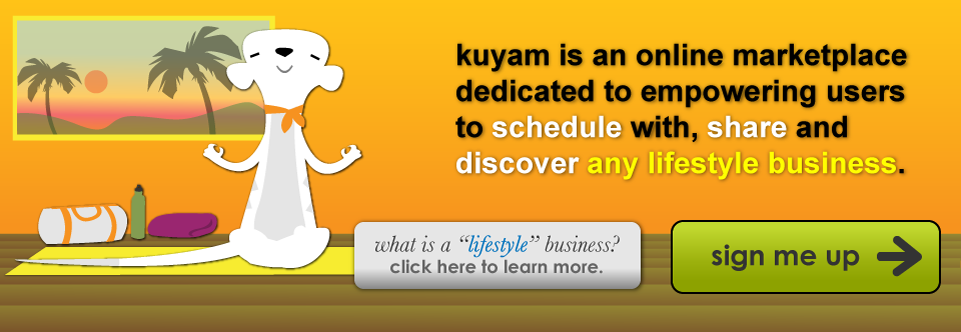 kuyam is an online marketplace
dedicated to empowering users
to schedule with, share and
discover any lifestyle business.
what is a “lifestyle” business?
click here to learn more.
sign me up